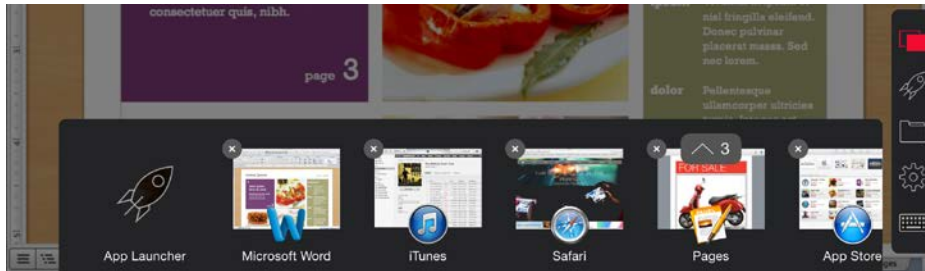 consectetuer quis, nibh.
page 3
ipsum
nisl fringilla eleifend.
Donec pulvinar
placerat massa. Sed
nec lorem.
dolor
Pellentesque
ullamcorper ultricies
3
FOR SALE
App Launcher
Microsoft Word
iTunes
Safari
Pages
App Store